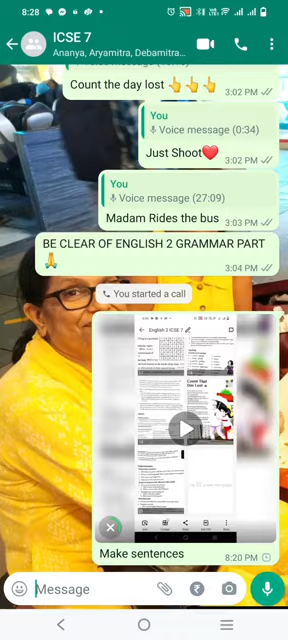 8:28
ICSE 7
Ananya, Aryamitra, Debamitra...
Count the day lost 👆👆👆
3:02 PM
You
Voice message (0:34)
Just Shoot❤️
3:02 PM
You
Voice message (27:09)
Madam Rides the bus
3:03 PM
BE CLEAR OF ENGLISH 2 GRAMMAR PART
🙏
3:04 PM
You started a call
English 2 ICSE 7
Count That
Day Lost
Make sentences
8:20 PM
Message